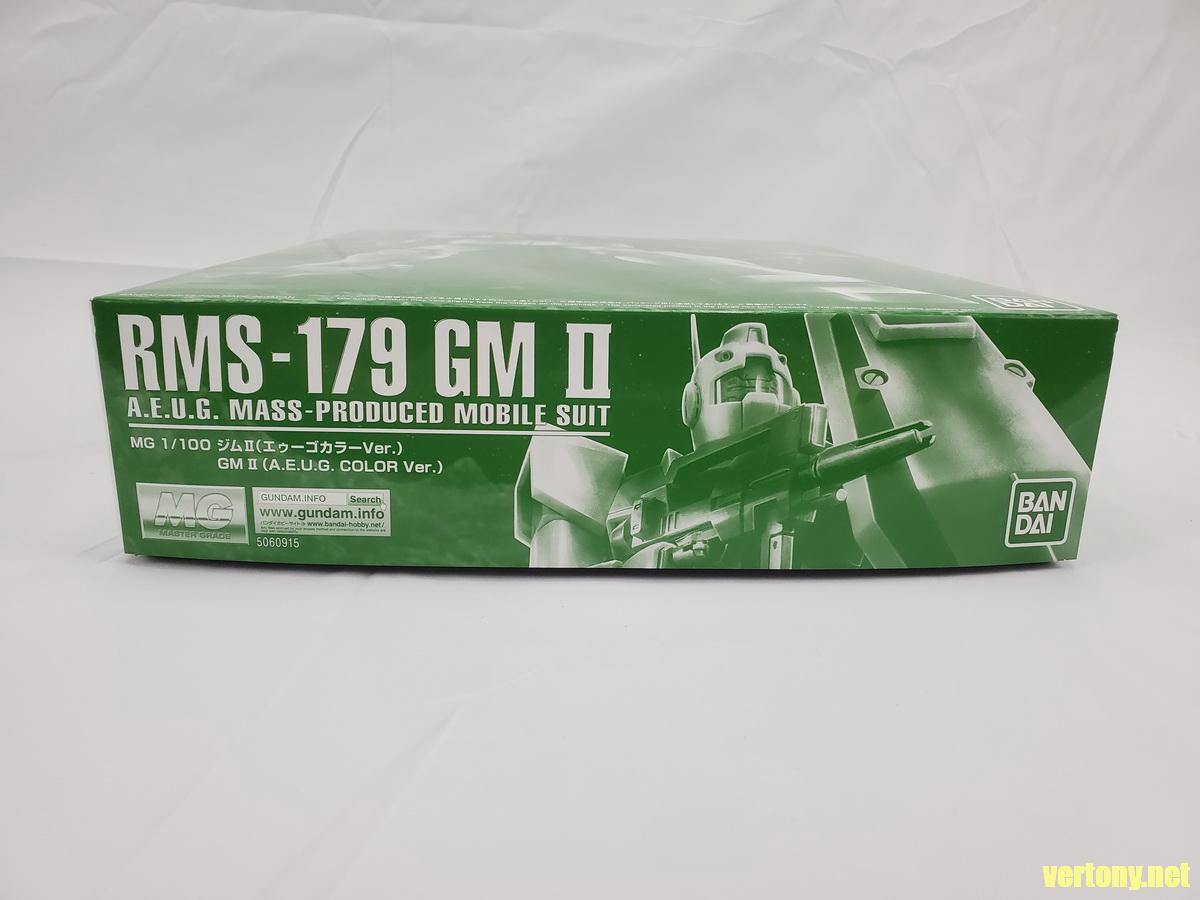 RMS-179 GM II
A.E.U.G. MASS-PRODUCED MOBILE SUIT
MG 1/100 ジムII(エゥーゴカラーVer.)
GM II (A.E.U.G. COLOR Ver.)
MG
MASTER GRADE
GUNDAM.INFO Search
www.gundam.info
バンダイホビーサイト www.bandai-hobby.net/
5060915
BAN
DAI
vertony.net